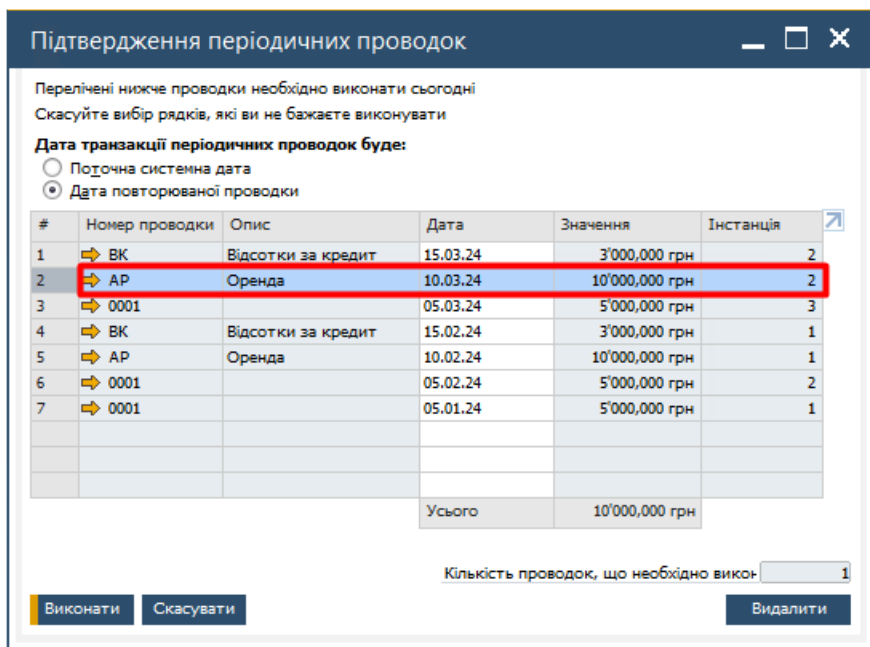 Підтвердження періодичних проводок
Перелічені нижче проводки необхідно виконати сьогодні
Скасуйте вибір рядків, які ви не бажаєте виконувати
Дата транзакції періодичних проводок буде:
Поточна системна дата
Дата повторюваної проводки
# Номер проводки Опис Дата Значення Інстанція
1 ВК Відсотки за кредит 15.03.24 3'000,000 грн 2
2 АР Оренда 10.03.24 10'000,000 грн 2
3 0001 05.03.24 5'000,000 грн 3
4 ВК Відсотки за кредит 15.02.24 3'000,000 грн 1
5 АР Оренда 10.02.24 10'000,000 грн 1
6 0001 05.02.24 5'000,000 грн 2
7 0001 05.01.24 5'000,000 грн 1
Усього 10'000,000 грн
Кількість проводок, що необхідно викон 1
Виконати Скасувати Видалити